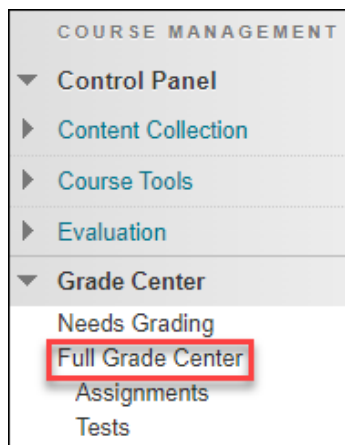 COURSE MANAGEMENT
Control Panel
Content Collection
Course Tools
Evaluation
Grade Center
Needs Grading
Full Grade Center
Assignments
Tests